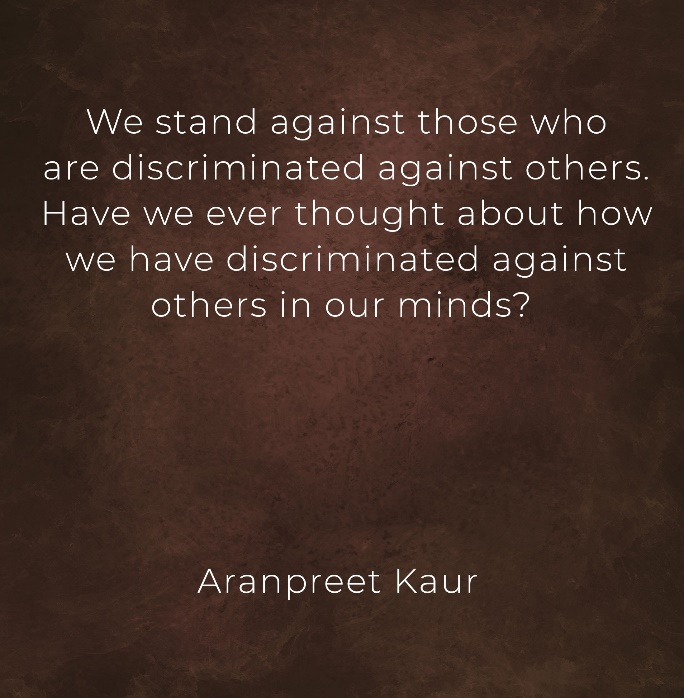 We stand against those who
are discriminated against others.
Have we ever thought about how
we have discriminated against
others in our minds?
Aranpreet Kaur